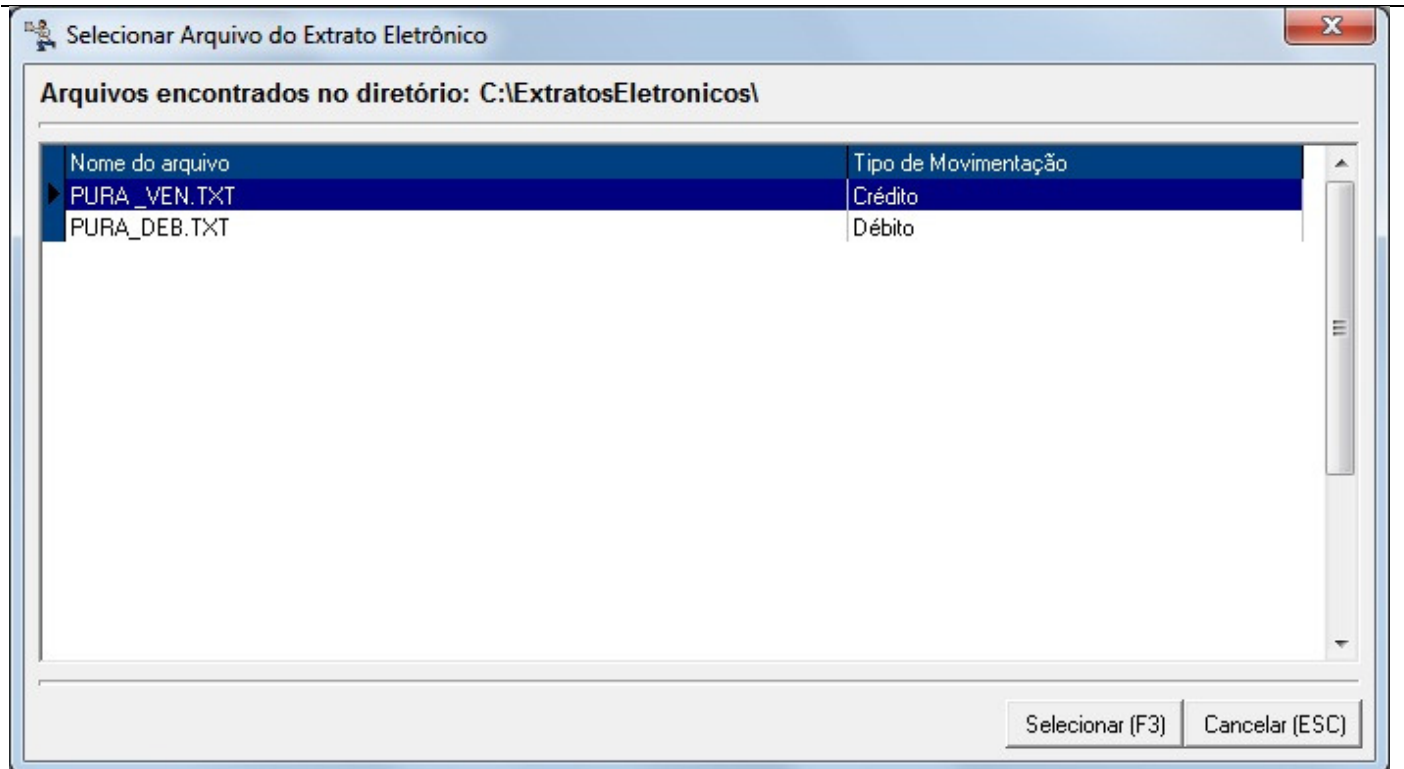 Selecionar Arquivo do Extrato Eletrônico
Arquivos encontrados no diretório: C:\ExtratosEletronicos\
Nome do arquivo Tipo de Movimentação
PURA _VEN.TXT Crédito
PURA_DEB.TXT Débito
Selecionar (F3) Cancelar (ESC)